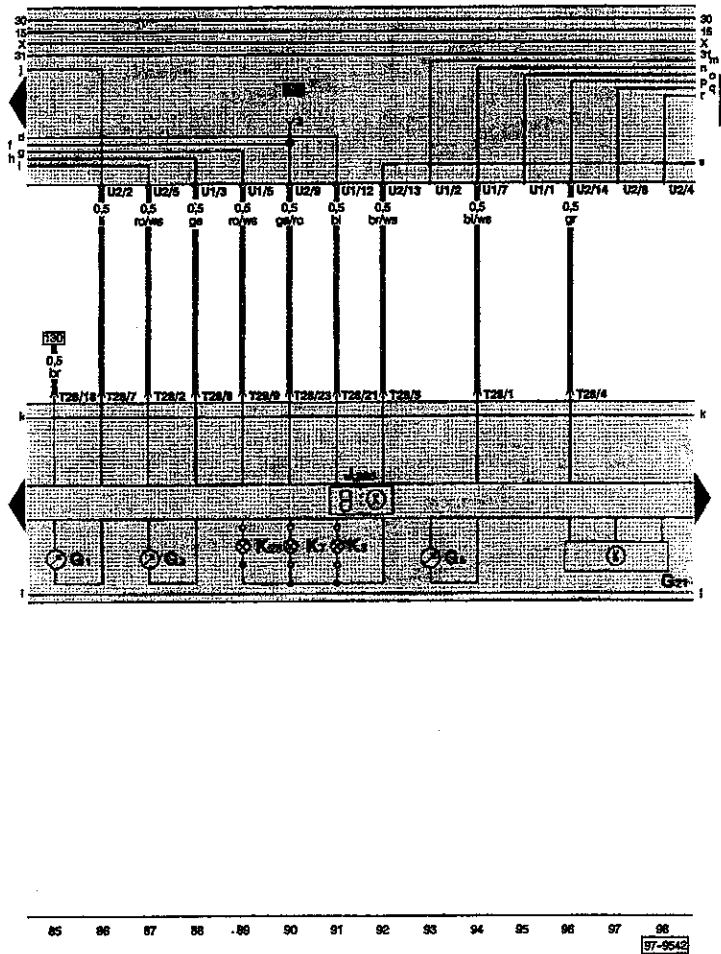 30 30
15 15
X X
31 31
m
j n
o
p
q
r
d
f
g
h
i s
U2/2 U2/5 U1/3 U1/5 U2/9 U1/12 U2/13 U1/2 U1/7 U1/1 U2/14 U2/8 U2/4
0,5 0,5 0,5 0,5 0,5 0,5 0,5 0,5 0,5
li ro/ws ge ro/ws ge/ro bl br/ws bl/ws gr
130
0,5
br
T28/18 T28/7 T28/2 T28/8 T28/9 T28/23 T28/21 T28/5 T28/1 T28/4
k k
G1 G3 K28 K7 K3 G5
G21
l l
85 86 87 88 89 90 91 92 93 94 95 96 97 98
97-9542